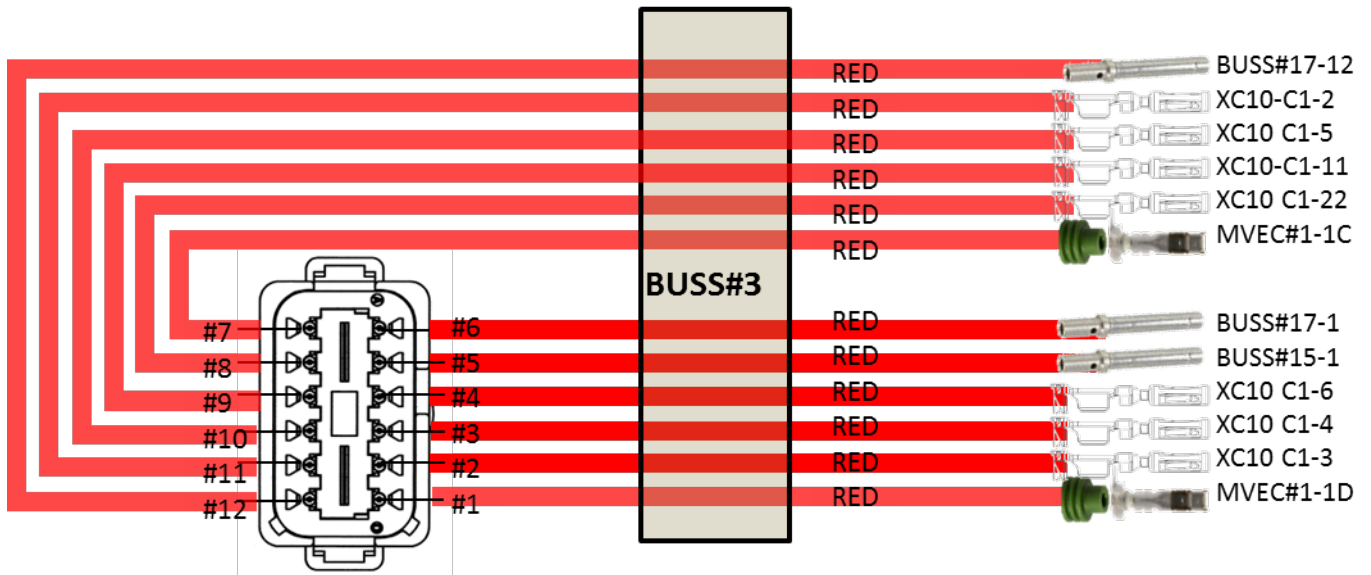 RED BUSS#17-12
RED XC10-C1-2
RED XC10 C1-5
RED XC10-C1-11
RED XC10 C1-22
RED MVEC#1-1C
BUSS#3
#7 #6 RED BUSS#17-1
#8 #5 RED BUSS#15-1
#9 #4 RED XC10 C1-6
#10 #3 RED XC10 C1-4
#11 #2 RED XC10 C1-3
#12 #1 RED MVEC#1-1D